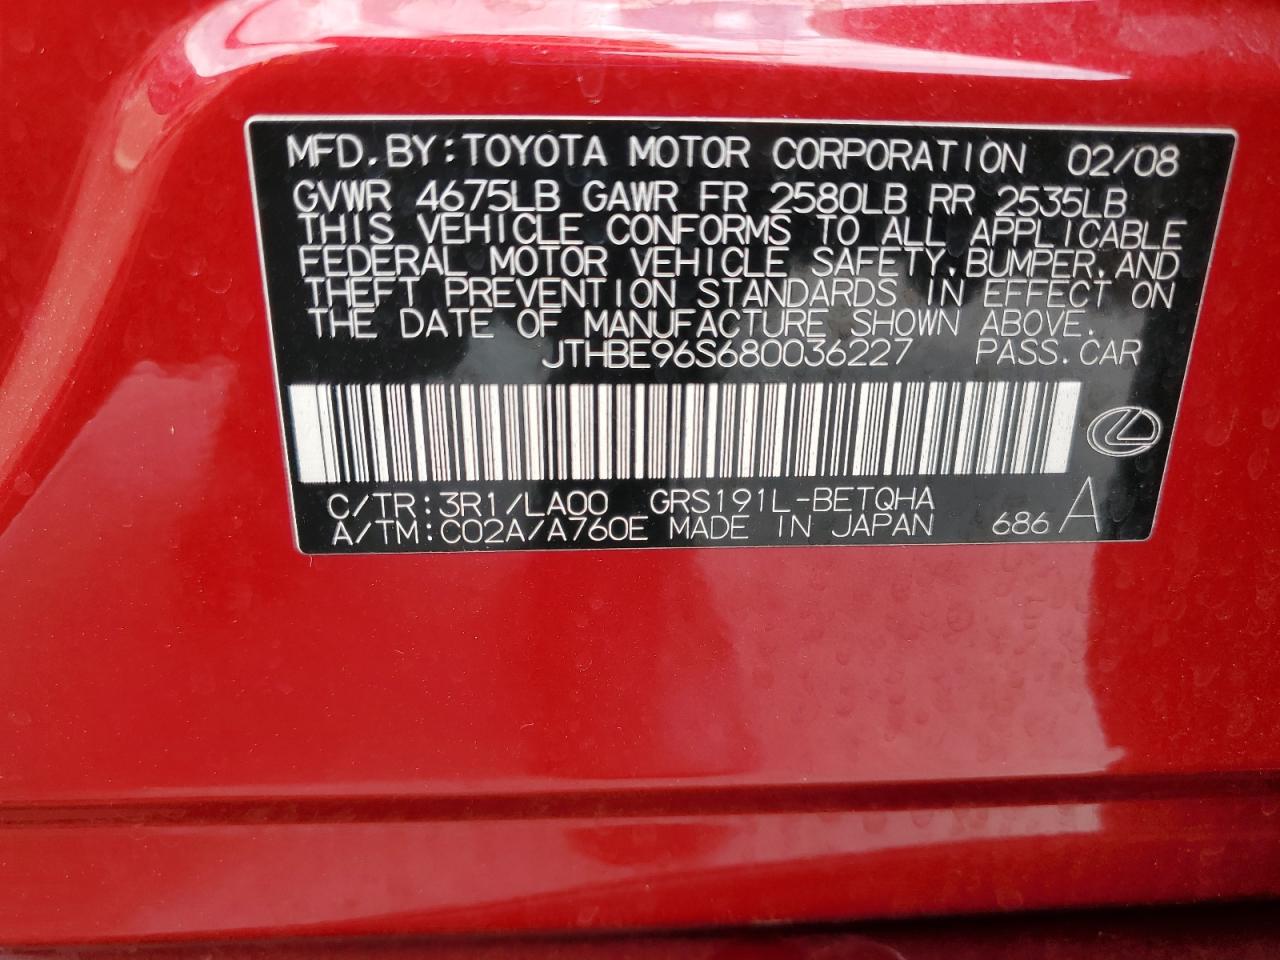 MFD.BY:TOYOTA MOTOR CORPORATION 02/08
GVWR 4675LB GAWR FR 2580LB RR 2535LB
THIS VEHICLE CONFORMS TO ALL APPLICABLE
FEDERAL MOTOR VEHICLE SAFETY,BUMPER,AND
THEFT PREVENTION STANDARDS IN EFFECT ON
THE DATE OF MANUFACTURE SHOWN ABOVE.
JTHBE96S680036227 PASS.CAR
C/TR:3R1/LA00 GRS191L-BETQHA
A/TM:C02A/A760E MADE IN JAPAN 686 A